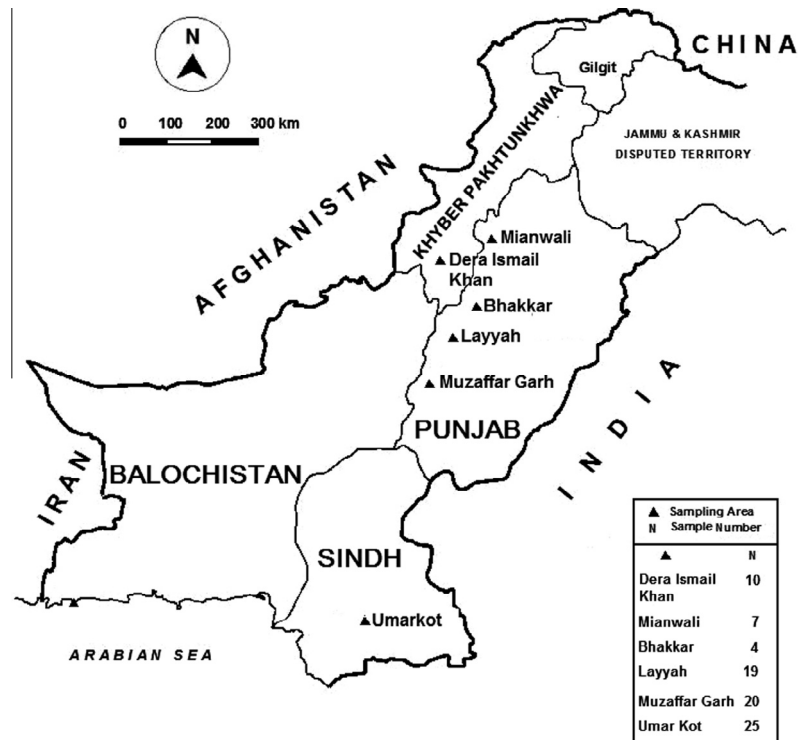 N
0 100 200 300 km
CHINA
Gilgit
JAMMU & KASHMIR
DISPUTED TERRITORY
KHYBER PAKHTUNKHWA
AFGHANISTAN
Mianwali
Dera Ismail
Khan
Bhakkar
Layyah
Muzaffar Garh
PUNJAB
INDIA
IRAN
BALOCHISTAN
SINDH
Umarkot
ARABIAN SEA
▲ Sampling Area
N Sample Number
▲ N
Dera Ismail 10
Khan
Mianwali 7
Bhakkar 4
Layyah 19
Muzaffar Garh 20
Umar Kot 25